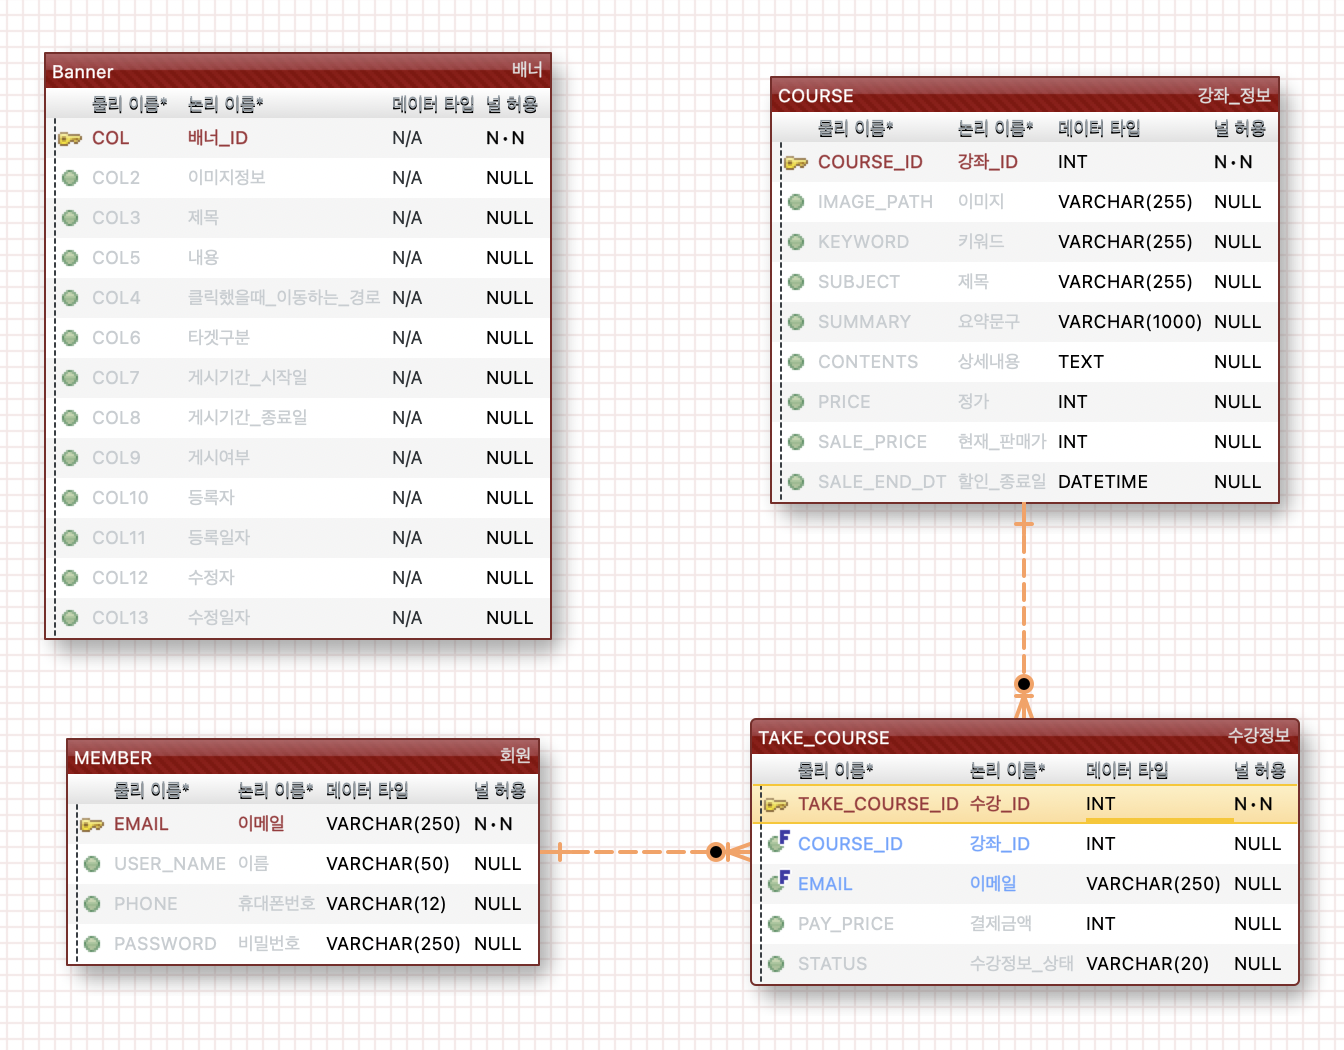 Banner 배너
물리 이름* 논리 이름* 데이터 타입 널 허용
COL 배너_ID N/A N·N
COL2 이미지정보 N/A NULL
COL3 제목 N/A NULL
COL5 내용 N/A NULL
COL4 클릭했을때_이동하는_경로 N/A NULL
COL6 타겟구분 N/A NULL
COL7 게시기간_시작일 N/A NULL
COL8 게시기간_종료일 N/A NULL
COL9 게시여부 N/A NULL
COL10 등록자 N/A NULL
COL11 등록일자 N/A NULL
COL12 수정자 N/A NULL
COL13 수정일자 N/A NULL
COURSE 강좌_정보
물리 이름* 논리 이름* 데이터 타입 널 허용
COURSE_ID 강좌_ID INT N·N
IMAGE_PATH 이미지 VARCHAR(255) NULL
KEYWORD 키워드 VARCHAR(255) NULL
SUBJECT 제목 VARCHAR(255) NULL
SUMMARY 요약문구 VARCHAR(1000) NULL
CONTENTS 상세내용 TEXT NULL
PRICE 정가 INT NULL
SALE_PRICE 현재_판매가 INT NULL
SALE_END_DT 할인_종료일 DATETIME NULL
MEMBER 회원
물리 이름* 논리 이름* 데이터 타입 널 허용
EMAIL 이메일 VARCHAR(250) N·N
USER_NAME 이름 VARCHAR(50) NULL
PHONE 휴대폰번호 VARCHAR(12) NULL
PASSWORD 비밀번호 VARCHAR(250) NULL
TAKE_COURSE 수강정보
물리 이름* 논리 이름* 데이터 타입 널 허용
TAKE_COURSE_ID 수강_ID INT N·N
F COURSE_ID 강좌_ID INT NULL
F EMAIL 이메일 VARCHAR(250) NULL
PAY_PRICE 결제금액 INT NULL
STATUS 수강정보_상태 VARCHAR(20) NULL